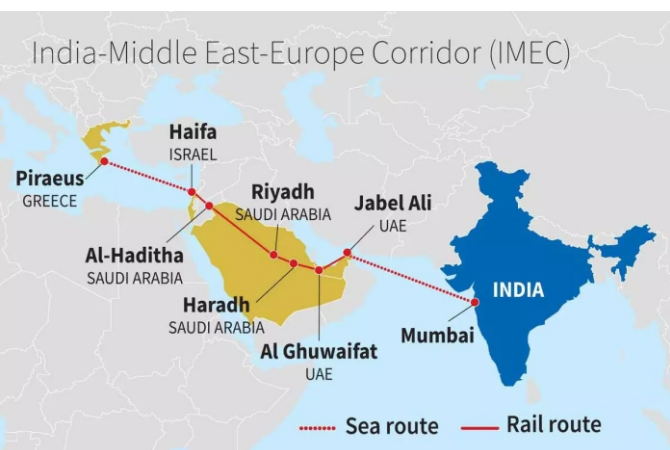 India-Middle East-Europe Corridor (IMEC)
Haifa
ISRAEL
Piraeus
GREECE
Riyadh
SAUDI ARABIA
Jabel Ali
UAE
Al-Haditha
SAUDI ARABIA
Haradh
SAUDI ARABIA
INDIA
Mumbai
Al Ghuwaifat
UAE
Sea route
Rail route